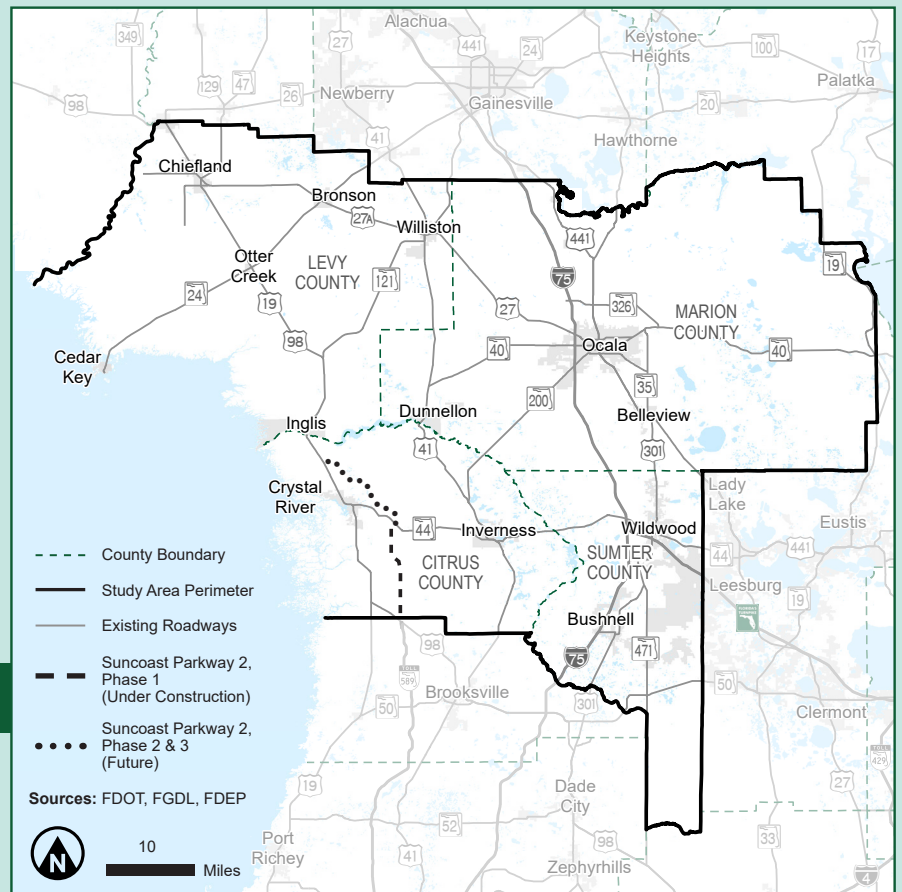 Alachua
349
27
441
24
Keystone
Heights
100
17
129
47
26
98
Newberry
Gainesville
Palatka
20
41
Hawthorne
Chiefland
Bronson
27A
Williston
441
Otter
Creek
LEVY
COUNTY
121
75
19
24
19
27
326
MARION
COUNTY
98
40
Ocala
40
Cedar
Key
35
200
Dunnellon
Belleview
Inglis
41
301
Crystal
River
Lady
Lake
44
Inverness
Wildwood
Eustis
441
44
CITRUS
COUNTY
SUMTER
COUNTY
Leesburg
19
Bushnell
98
471
75
TOLL
589
Brooksville
50
301
50
Clermont
TOLL
429
19
Dade
City
27
52
Port
Richey
41
98
33
Zephyrhills
4
County Boundary
Study Area Perimeter
Existing Roadways
Suncoast Parkway 2,
Phase 1
(Under Construction)
Suncoast Parkway 2,
Phase 2 & 3
(Future)
Sources: FDOT, FGDL, FDEP
N
10
Miles